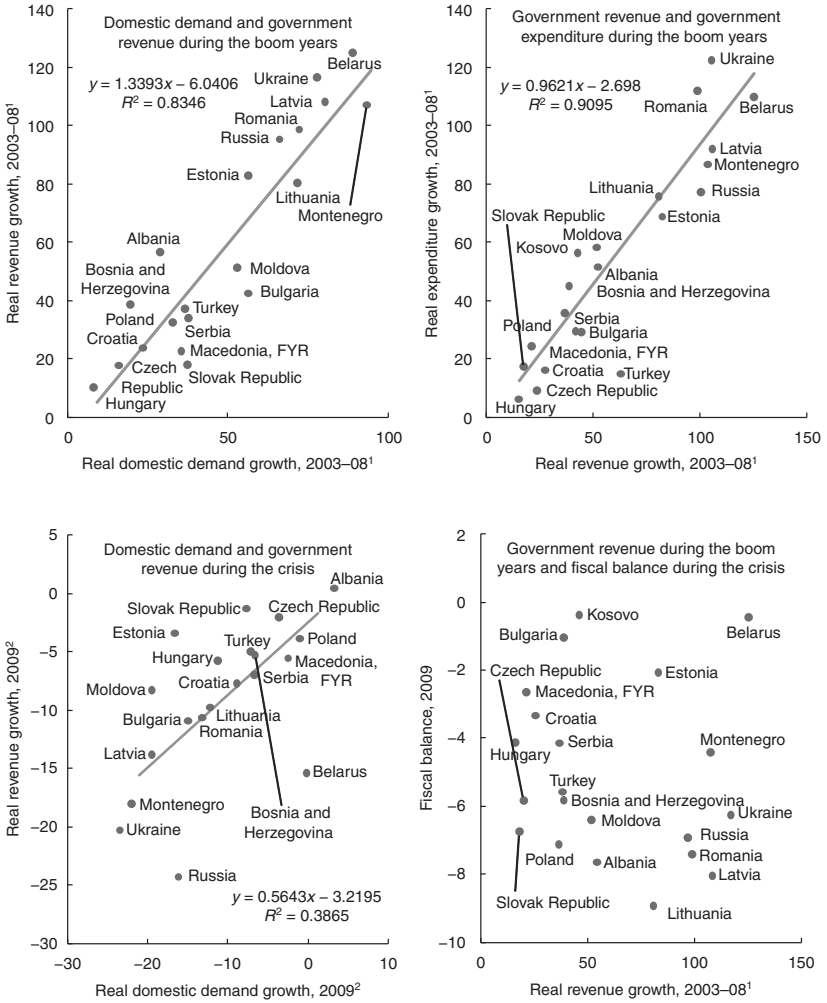 Domestic demand and government
revenue during the boom years
y = 1.3393x – 6.0406
R² = 0.8346
Real revenue growth, 2003–08¹
140
120
100
80
60
40
20
0
Belarus
Ukraine
Latvia
Romania
Russia
Estonia
Lithuania
Montenegro
Albania
Moldova
Bosnia and
Herzegovina
Bulgaria
Turkey
Poland
Serbia
Croatia
Macedonia, FYR
Czech
Republic
Slovak Republic
Hungary
0 50 100
Real domestic demand growth, 2003–08¹
Government revenue and government
expenditure during the boom years
y = 0.9621x – 2.698
R² = 0.9095
Real expenditure growth, 2003–08¹
140
120
100
80
60
40
20
0
Ukraine
Romania
Belarus
Latvia
Montenegro
Lithuania
Russia
Slovak Republic
Estonia
Moldova
Kosovo
Albania
Bosnia and Herzegovina
Serbia
Poland
Bulgaria
Macedonia, FYR
Croatia
Turkey
Czech Republic
Hungary
0 50 100 150
Real revenue growth, 2003–08¹
Domestic demand and government
revenue during the crisis
Real revenue growth, 2009²
5
0
–5
–10
–15
–20
–25
–30
Albania
Slovak Republic
Czech Republic
Estonia
Turkey
Poland
Hungary
Macedonia,
FYR
Croatia
Serbia
Moldova
Bulgaria
Lithuania
Romania
Latvia
Belarus
Montenegro
Bosnia and
Herzegovina
Ukraine
Russia
y = 0.5643x – 3.2195
R² = 0.3865
–30 –20 –10 0 10
Real domestic demand growth, 2009²
Government revenue during the boom
years and fiscal balance during the crisis
Fiscal balance, 2009
2
0
–2
–4
–6
–8
–10
Kosovo
Belarus
Bulgaria
Czech Republic
Estonia
Macedonia, FYR
Croatia
Serbia
Montenegro
Hungary
Turkey
Bosnia and Herzegovina
Ukraine
Moldova
Russia
Poland
Albania
Romania
Latvia
Slovak Republic
Lithuania
0 50 100 150
Real revenue growth, 2003–08¹